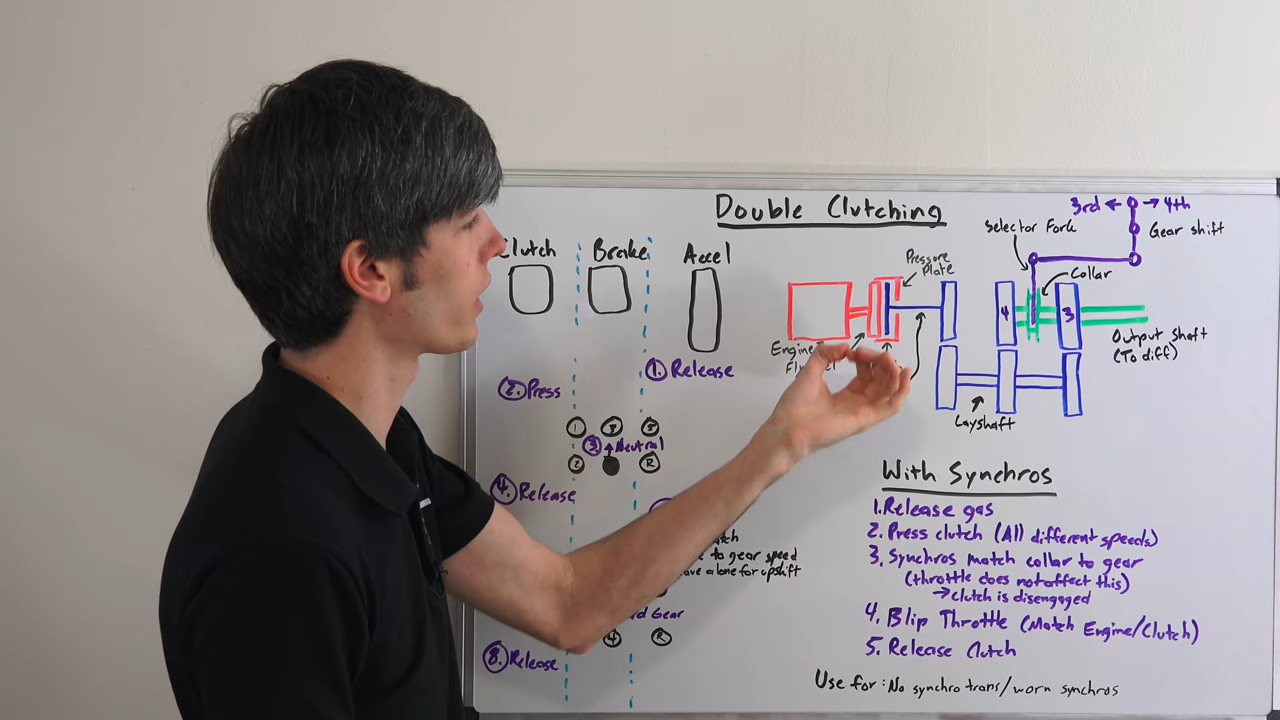 Double Clutching
Clutch
Brake
Accel
1. Release
2. Press
1 3 5
3. ↑ Neutral
2 R
4. Release
to gear speed
alone for upshift
Gear
4 R
8. Release
3rd ← → 4th
Gear shift
Selector Fork
Collar
Pressure
Plate
4
3
Output Shaft
(To diff)
Layshaft
With Synchros
1. Release gas
2. Press clutch (All different speeds)
3. Synchros match collar to gear
(throttle does not affect this)
→ clutch is disengaged
4. Blip Throttle (Match Engine/Clutch)
5. Release Clutch
Use for: No synchro trans/worn synchros